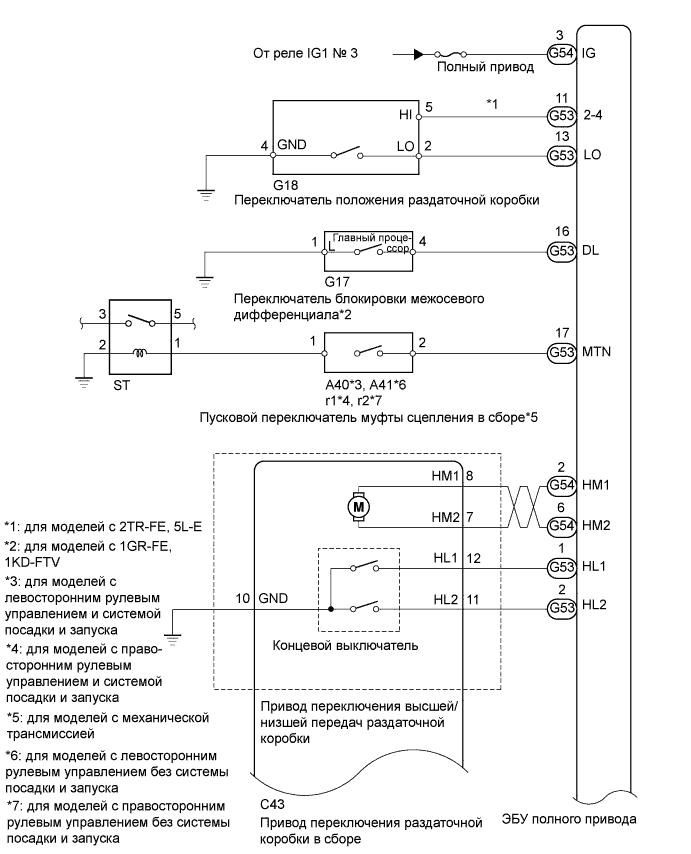 3
От реле IG1 № 3
G54 IG
Полный привод
11
HI 5 *1 G53 2-4
13
4 GND LO 2 G53 LO
G18
Переключатель положения раздаточной коробки
16
1 L Главный процессор 4 G53 DL
G17
Переключатель блокировки межосевого
дифференциала*2
3 5
17
2 1 1 2 G53 MTN
ST
A40*3, A41*6
r1*4, r2*7
Пусковой переключатель муфты сцепления в сборе*5
2
HM1 8 G54 HM1
M
6
HM2 7 G54 HM2
1
HL1 12 G53 HL1
2
10 GND HL2 11 G53 HL2
Концевой выключатель
Привод переключения высшей/
низшей передач раздаточной
коробки
C43
Привод переключения раздаточной
коробки в сборе
ЭБУ полного привода
*1: для моделей с 2TR-FE, 5L-E
*2: для моделей с 1GR-FE,
1KD-FTV
*3: для моделей с
левосторонним рулевым
управлением и системой
посадки и запуска
*4: для моделей с право-
сторонним рулевым
управлением и системой
посадки и запуска
*5: для моделей с механической
трансмиссией
*6: для моделей с левосторонним
рулевым управлением без системы
посадки и запуска
*7: для моделей с правосторонним
рулевым управлением без системы
посадки и запуска